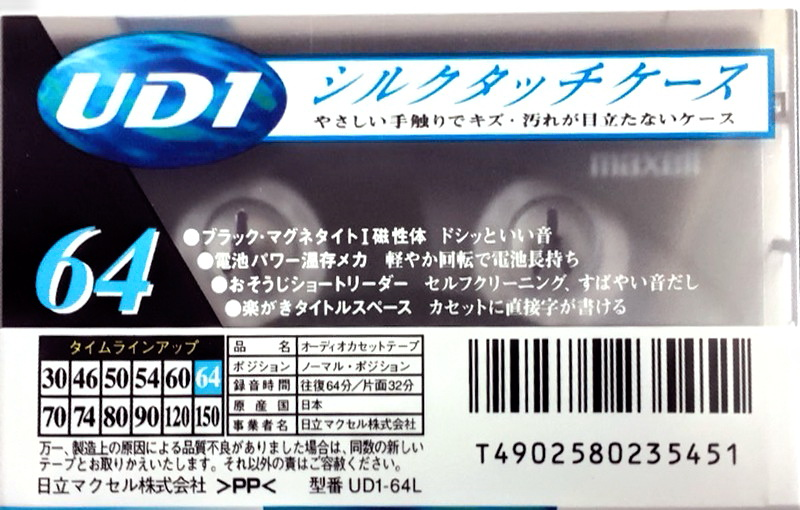 UD1
シルクタッチケース
やさしい手触りでキズ・汚れが目立たないケース
maxell
64
●ブラック・マグネタイトI磁性体 ドシッといい音
●電池パワー温存メカ 軽やか回転で電池長持ち
●おそうじショートリーダー セルフクリーニング、すばやい音だし
●楽がきタイトルスペース カセットに直接字が書ける
タイムラインアップ
30 46 50 54 60 64
70 74 80 90 120 150
品名 オーディオカセットテープ
ポジション ノーマル・ポジション
録音時間 往復64分/片面32分
原産国 日本
事業者名 日立マクセル株式会社
万一、製造上の原因による品質不良がありました場合は、同数の新しい
テープとお取りかえいたします。それ以外の責はご容赦ください。
日立マクセル株式会社 >PP< 型番 UD1-64L
T4902580235451